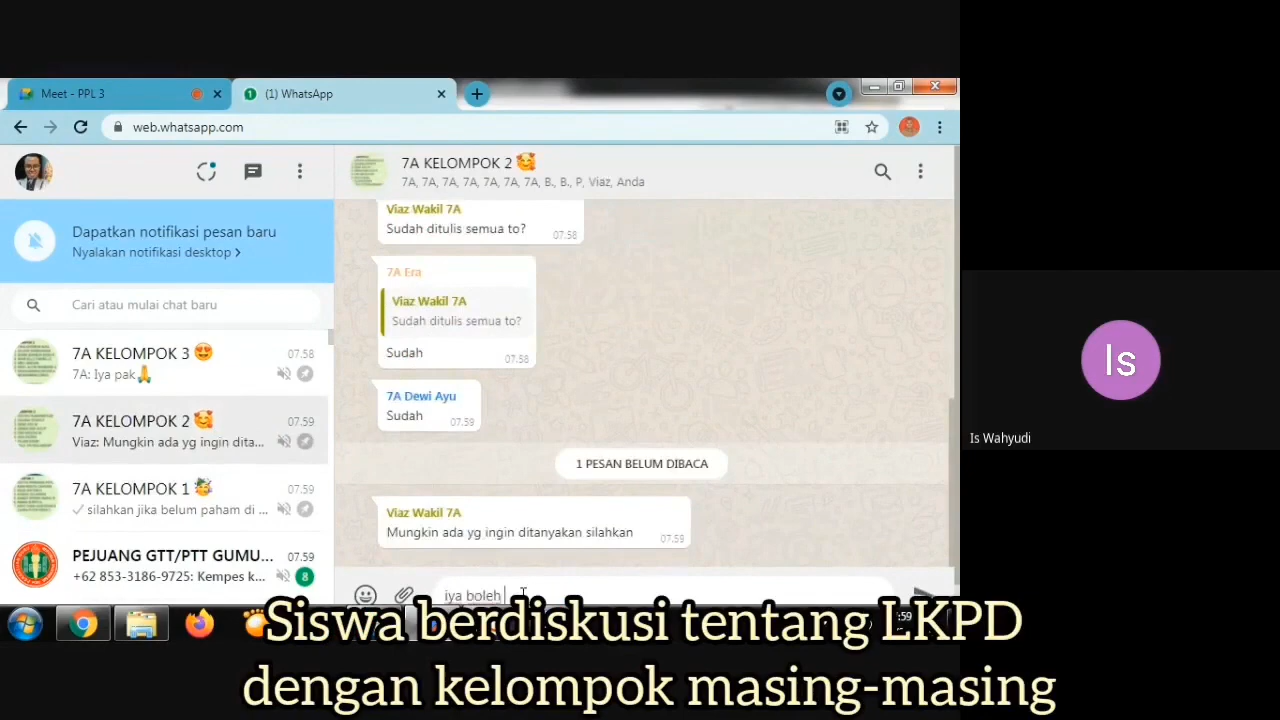 Meet - PPL 3
(1) WhatsApp
web.whatsapp.com
Dapatkan notifikasi pesan baru
Nyalakan notifikasi desktop >
Cari atau mulai chat baru
7A KELOMPOK 3 😍 07.58
7A: Iya pak🙏
7A KELOMPOK 2 🥰 07.59
Viaz: Mungkin ada yg ingin dita...
7A KELOMPOK 1 07.59
silahkan jika belum paham di ...
PEJUANG GTT/PTT GUMU... 07.59
+62 853-3186-9725: Kempes k... 8
7A KELOMPOK 2 🥰
7A, 7A, 7A, 7A, 7A, 7A, 7A, B., B., P, Viaz, Anda
Viaz Wakil 7A
Sudah ditulis semua to? 07.58
7A Era
Viaz Wakil 7A
Sudah ditulis semua to?
Sudah 07.58
7A Dewi Ayu
Sudah 07.59
1 PESAN BELUM DIBACA
Viaz Wakil 7A
Mungkin ada yg ingin ditanyakan silahkan 07.59
iya boleh
Siswa berdiskusi tentang LKPD
dengan kelompok masing-masing
Is
Is Wahyudi